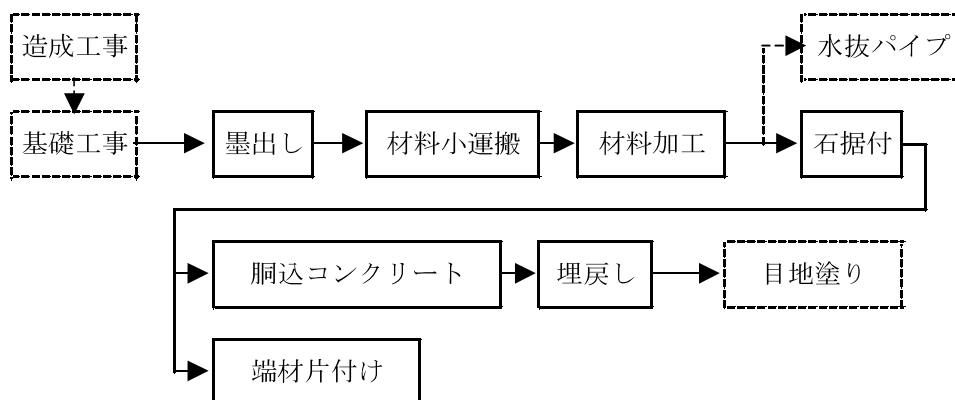 造成工事
水抜パイプ
基礎工事
墨出し
材料小運搬
材料加工
石据付
胴込コンクリート
埋戻し
目地塗り
端材片付け